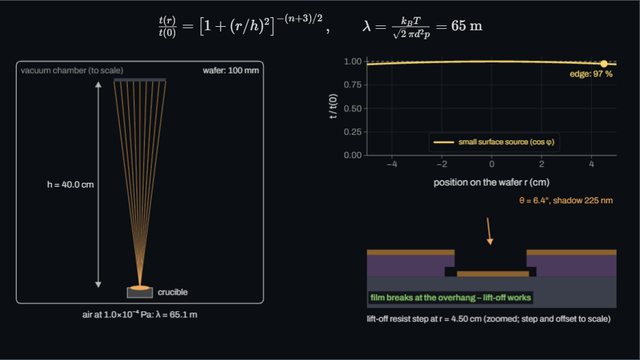 t(r)/t(0) = [1 + (r/h)²]^{−(n+3)/2} ,   λ = k_B T / (√2 πd²p) = 65 m
vacuum chamber (to scale)   wafer: 100 mm
h = 40.0 cm
crucible
air at 1.0×10⁻⁴ Pa: λ = 65.1 m
t / t(0)
1.00
0.75
0.50
0.25
0.00
edge: 97 %
small surface source (cos φ)
−4 −2 0 2 4
position on the wafer r (cm)
θ = 6.4°, shadow 225 nm
film breaks at the overhang – lift-off works
lift-off resist step at r = 4.50 cm (zoomed; step and offset to scale)